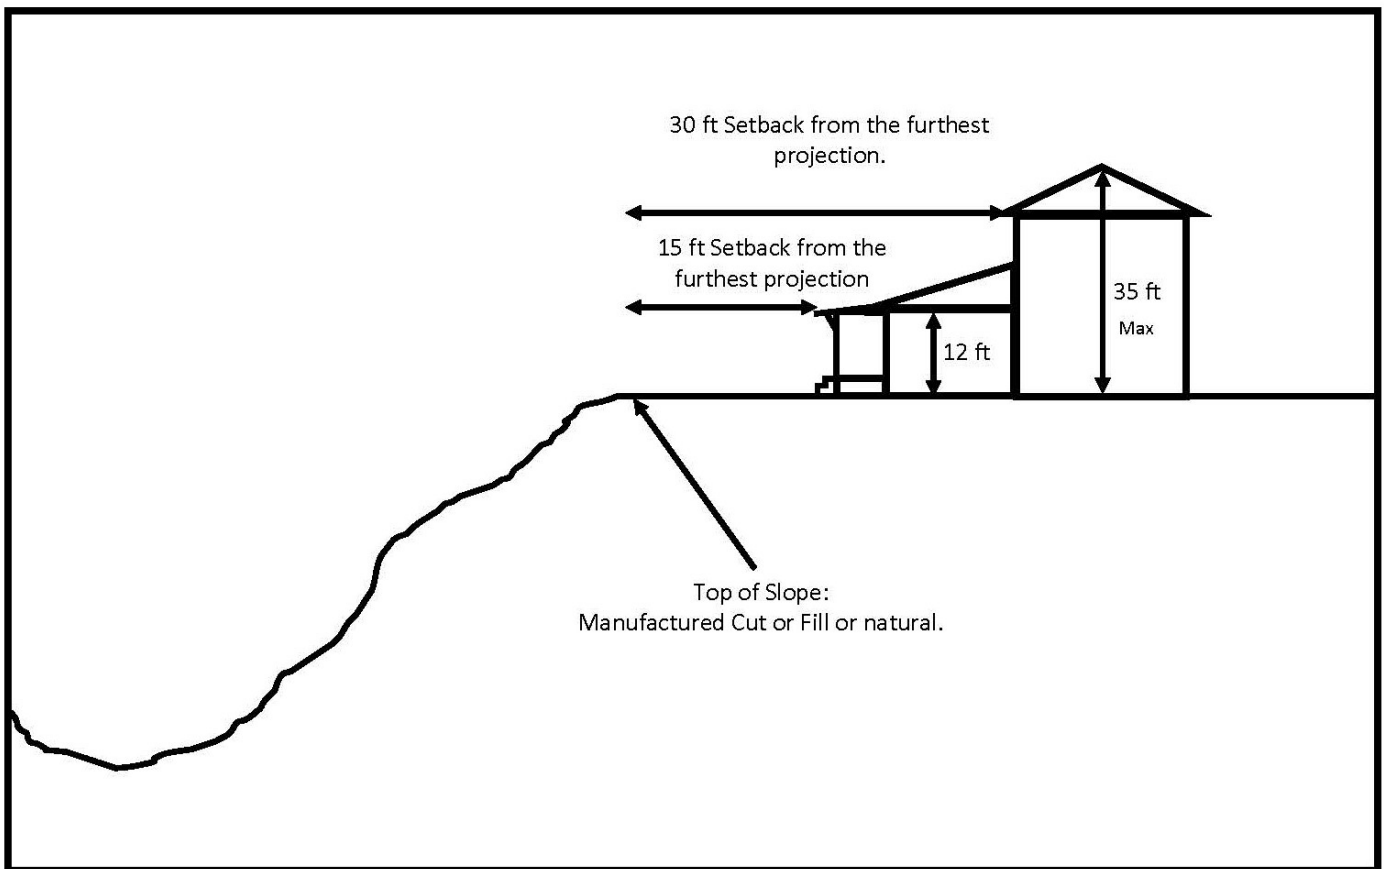 30 ft Setback from the furthest
projection.
15 ft Setback from the
furthest projection
35 ft
Max
12 ft
Top of Slope:
Manufactured Cut or Fill or natural.